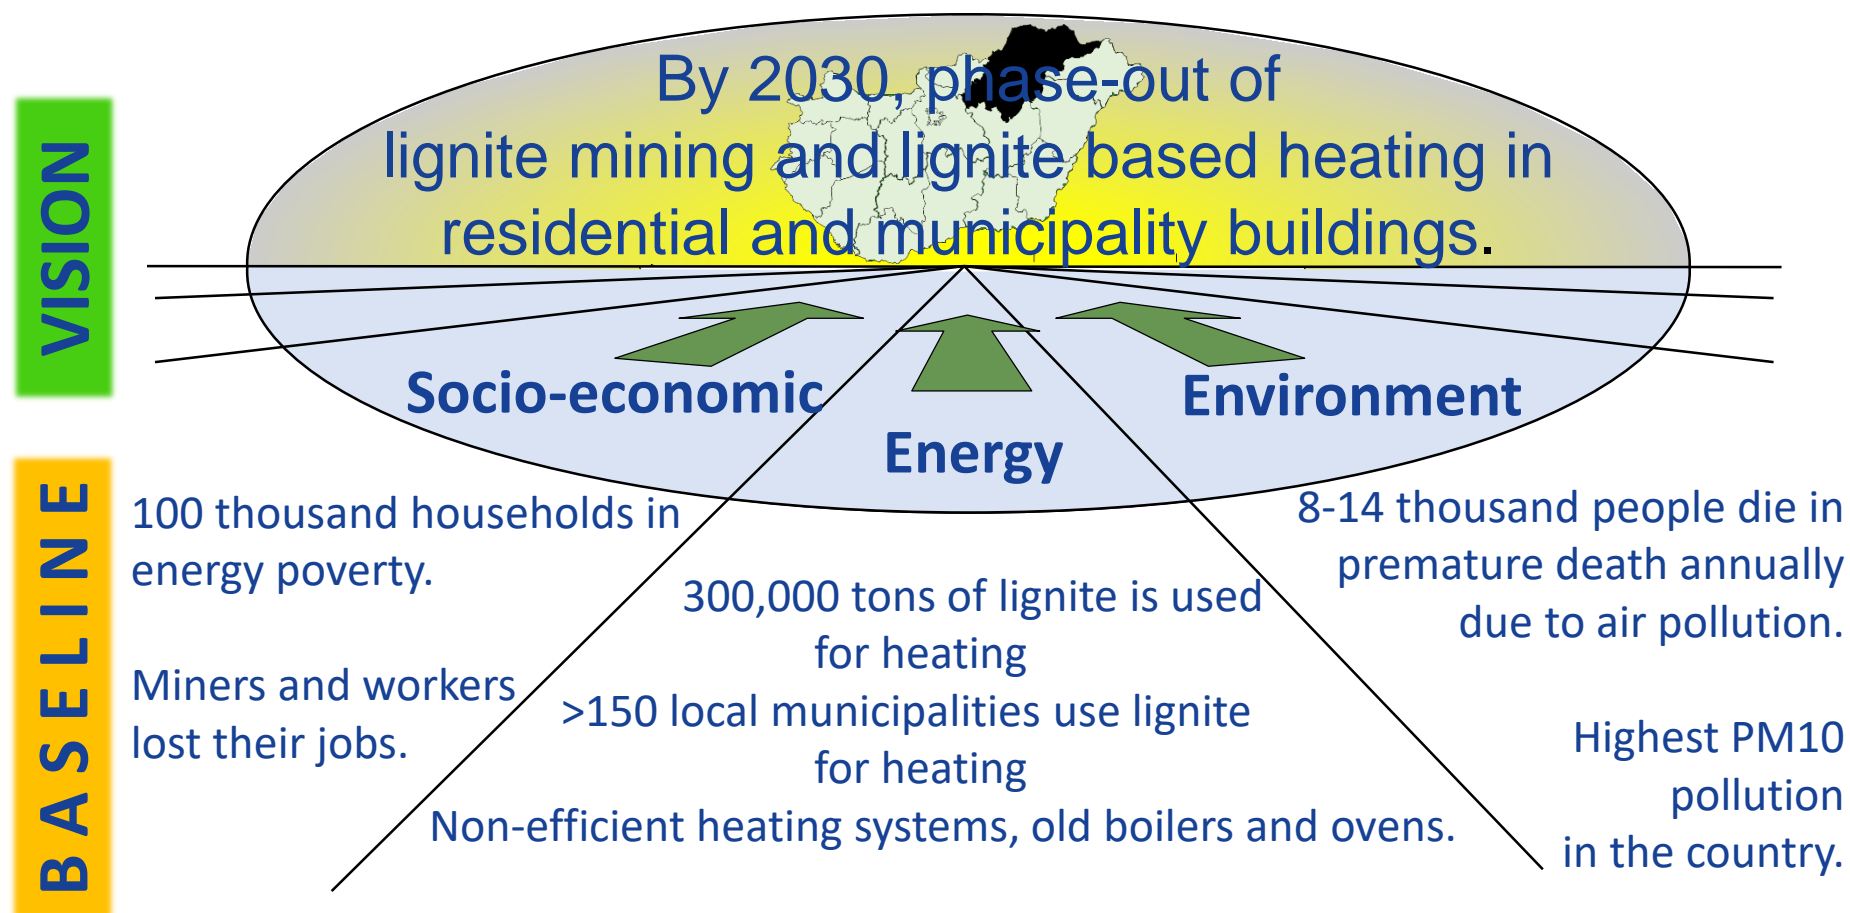 VISION
By 2030, phase-out of
lignite mining and lignite based heating in
residential and municipality buildings.
Socio-economic
Energy
Environment
BASELINE
100 thousand households in
energy poverty.
Miners and workers
lost their jobs.
300,000 tons of lignite is used
for heating
>150 local municipalities use lignite
for heating
Non-efficient heating systems, old boilers and ovens.
8-14 thousand people die in
premature death annually
due to air pollution.
Highest PM10
pollution
in the country.